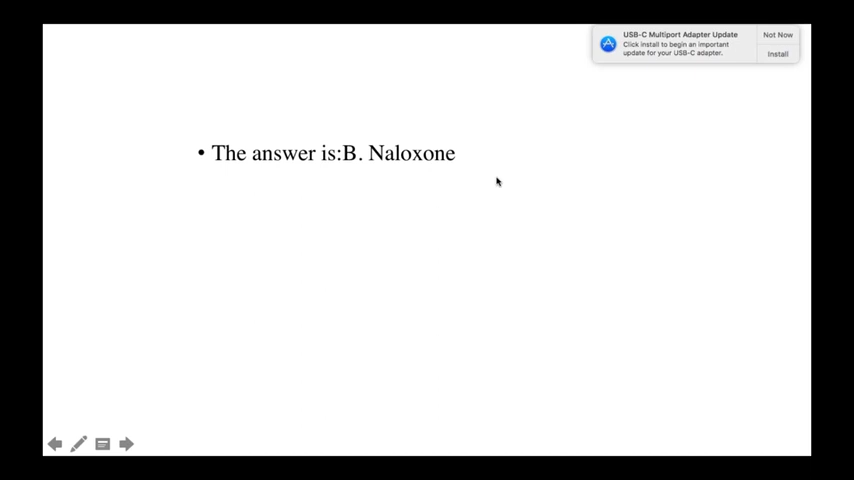 USB-C Multiport Adapter Update
Not Now
Click install to begin an important
update for your USB-C adapter.
Install
• The answer is:B. Naloxone